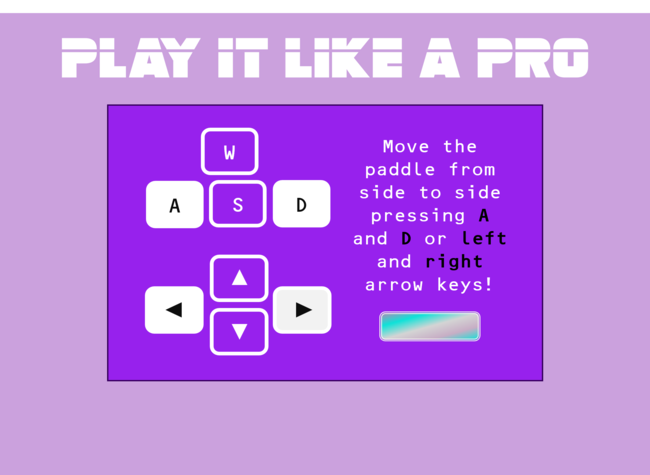 PLAY IT LIKE A PRO
W
A S D
▲
◀ ▶
▼
Move the
paddle from
side to side
pressing A
and D or left
and right
arrow keys!